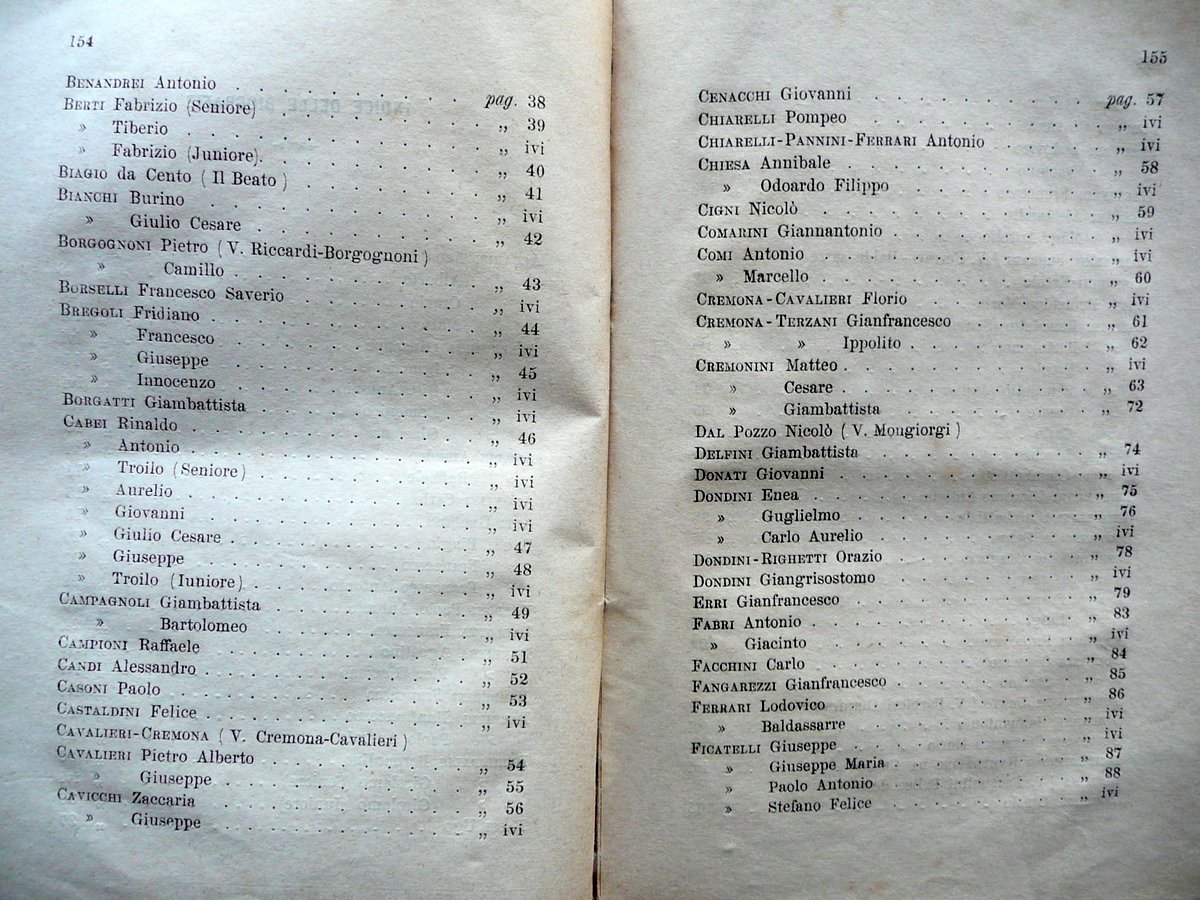 154
BENANDREI Antonio . . . . . . . . pag. 38
BERTI Fabrizio (Seniore) . . . . . . . „ 39
» Tiberio . . . . . . . . . „ ivi
» Fabrizio (Juniore). . . . . . . . „ 40
BIAGIO da Cento ( Il Beato ) . . . . . . „ 41
BIANCHI Burino . . . . . . . . . „ ivi
» Giulio Cesare . . . . . . . . „ 42
BORGOGNONI Pietro ( V. Riccardi-Borgognoni )
» Camillo . . . . . . . . „ 43
BORSELLI Francesco Saverio . . . . . . „ ivi
BREGOLI Fridiano . . . . . . . . „ 44
» Francesco . . . . . . . . „ ivi
» Giuseppe . . . . . . . . „ 45
» Innocenzo . . . . . . . . „ ivi
BORGATTI Giambattista . . . . . . . „ ivi
CABEI Rinaldo . . . . . . . . . „ 46
» Antonio . . . . . . . . . „ ivi
» Troilo (Seniore) . . . . . . . „ ivi
» Aurelio . . . . . . . . . „ ivi
» Giovanni . . . . . . . . . „ ivi
» Giulio Cesare . . . . . . . . „ 47
» Giuseppe . . . . . . . . . „ 48
» Troilo (Iuniore) . . . . . . . . „ ivi
CAMPAGNOLI Giambattista . . . . . . . „ 49
» Bartolomeo . . . . . . . „ ivi
CAMPIONI Raffaele . . . . . . . . „ 51
CANDI Alessandro . . . . . . . . „ 52
CASONI Paolo . . . . . . . . . „ 53
CASTALDINI Felice . . . . . . . . „ ivi
CAVALIERI-CREMONA ( V. Cremona-Cavalieri )
CAVALIERI Pietro Alberto . . . . . . . „ 54
» Giuseppe . . . . . . . . „ 55
CAVICCHI Zaccaria . . . . . . . . „ 56
» Giuseppe . . . . . . . . „ ivi
155
CENACCHI Giovanni . . . . . . . . pag. 57
CHIARELLI Pompeo . . . . . . . . „ ivi
CHIARELLI-PANNINI-FERRARI Antonio . . . . „ ivi
CHIESA Annibale . . . . . . . . „ 58
» Odoardo Filippo . . . . . . . „ ivi
CIGNI Nicolò . . . . . . . . . „ 59
COMARINI Giannantonio . . . . . . . „ ivi
COMI Antonio . . . . . . . . . „ ivi
» Marcello . . . . . . . . . „ 60
CREMONA-CAVALIERI Florio . . . . . . „ ivi
CREMONA-TERZANI Gianfrancesco . . . . . „ 61
» » Ippolito . . . . . . „ 62
CREMONINI Matteo . . . . . . . . „ ivi
» Cesare . . . . . . . . „ 63
» Giambattista . . . . . . . „ 72
DAL POZZO Nicolò ( V. Mongiorgi )
DELFINI Giambattista . . . . . . . . „ 74
DONATI Giovanni . . . . . . . . „ ivi
DONDINI Enea . . . . . . . . . „ 75
» Guglielmo . . . . . . . . „ 76
» Carlo Aurelio . . . . . . . „ ivi
DONDINI-RIGHETTI Orazio . . . . . . „ 78
DONDINI Giangrisostomo . . . . . . . „ ivi
ERRI Gianfrancesco . . . . . . . . „ 79
FABRI Antonio . . . . . . . . . „ 83
» Giacinto . . . . . . . . . „ ivi
FACCHINI Carlo . . . . . . . . . „ 84
FANGAREZZI Gianfrancesco . . . . . . . „ 85
FERRARI Lodovico . . . . . . . . „ 86
» Baldassarre . . . . . . . . „ ivi
FICATELLI Giuseppe . . . . . . . . „ ivi
» Giuseppe Maria . . . . . . . „ 87
» Paolo Antonio . . . . . . . „ 88
» Stefano Felice . . . . . . . „ ivi